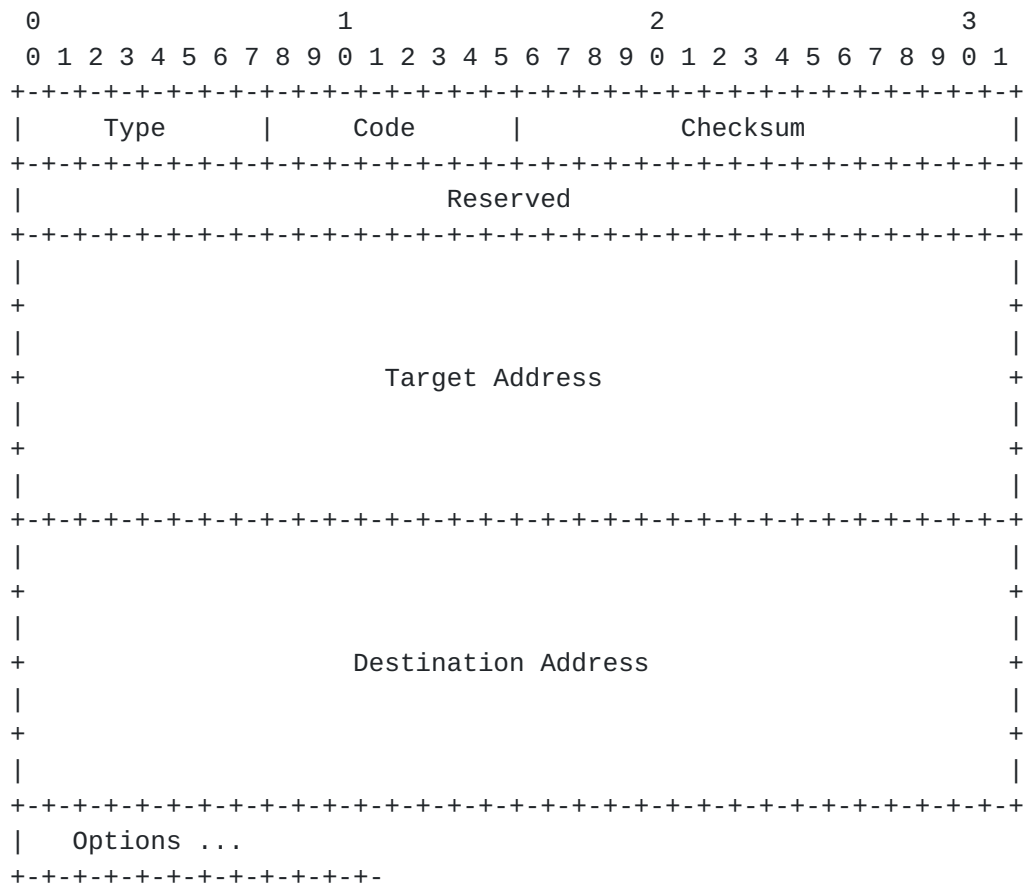 0                   1                   2                   3
 0 1 2 3 4 5 6 7 8 9 0 1 2 3 4 5 6 7 8 9 0 1 2 3 4 5 6 7 8 9 0 1
+-+-+-+-+-+-+-+-+-+-+-+-+-+-+-+-+-+-+-+-+-+-+-+-+-+-+-+-+-+-+-+-+
|     Type      |     Code      |          Checksum             |
+-+-+-+-+-+-+-+-+-+-+-+-+-+-+-+-+-+-+-+-+-+-+-+-+-+-+-+-+-+-+-+-+
|                           Reserved                            |
+-+-+-+-+-+-+-+-+-+-+-+-+-+-+-+-+-+-+-+-+-+-+-+-+-+-+-+-+-+-+-+-+
|                                                               |
+                                                               +
|                                                               |
+                       Target Address                          +
|                                                               |
+                                                               +
|                                                               |
+-+-+-+-+-+-+-+-+-+-+-+-+-+-+-+-+-+-+-+-+-+-+-+-+-+-+-+-+-+-+-+-+
|                                                               |
+                                                               +
|                                                               |
+                     Destination Address                       +
|                                                               |
+                                                               +
|                                                               |
+-+-+-+-+-+-+-+-+-+-+-+-+-+-+-+-+-+-+-+-+-+-+-+-+-+-+-+-+-+-+-+-+
|   Options ...
+-+-+-+-+-+-+-+-+-+-+-+-